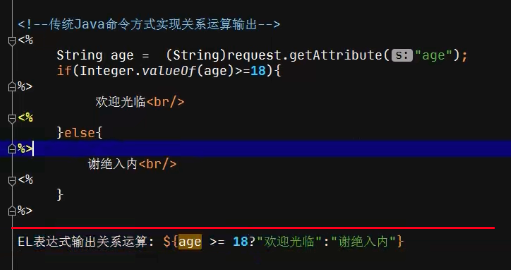 <!--传统Java命令方式实现关系运算输出-->
<%
String age =  (String)request.getAttribute( s: "age");
if(Integer.valueOf(age)>=18){
%>
欢迎光临<br/>
<%
}else{
%>
谢绝入内<br/>
<%
}
%>
EL表达式输出关系运算: ${age >= 18?"欢迎光临":"谢绝入内"}